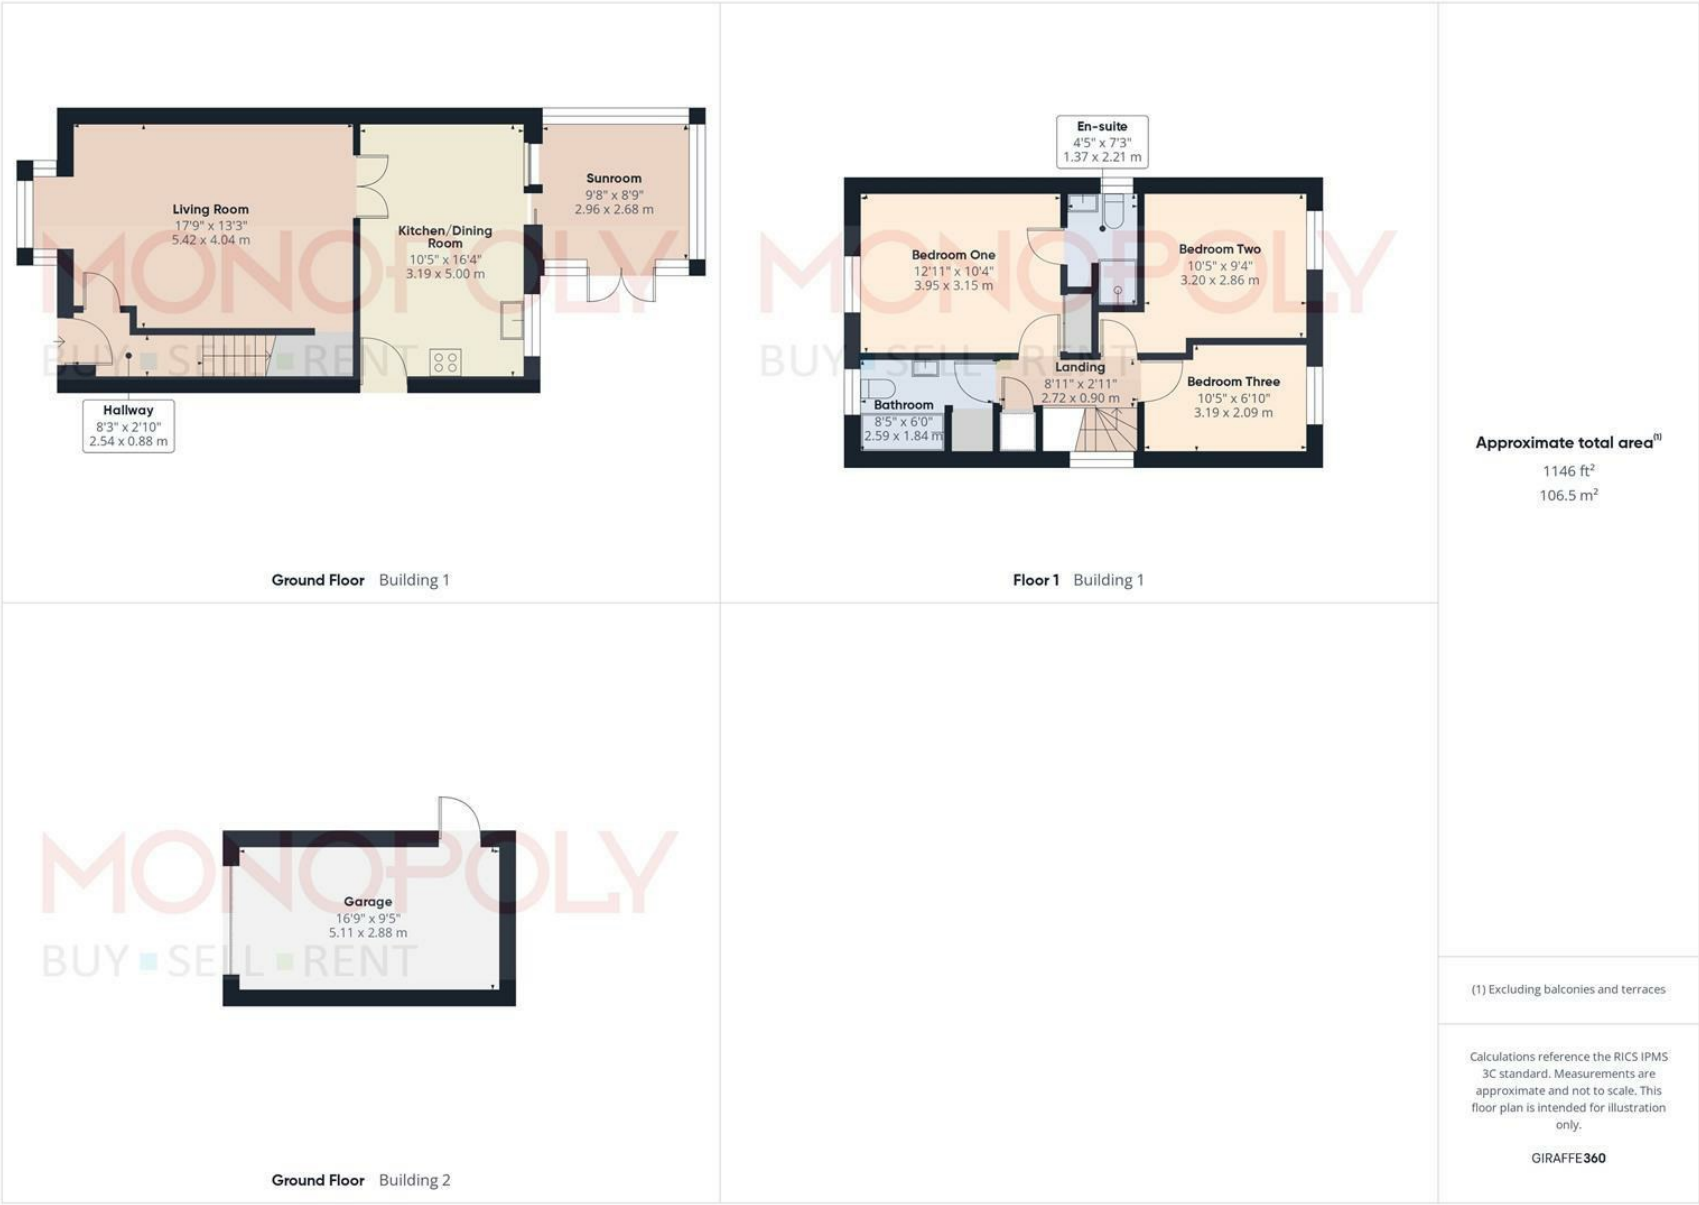 MONOPOLY
BUY SELL RENT
Living Room
17'9" x 13'3"
5.42 x 4.04 m
Kitchen/Dining
Room
10'5" x 16'4"
3.19 x 5.00 m
Sunroom
9'8" x 8'9"
2.96 x 2.68 m
Hallway
8'3" x 2'10"
2.54 x 0.88 m
Ground Floor Building 1
MONOPOLY
BUY SELL RENT
En-suite
4'5" x 7'3"
1.37 x 2.21 m
Bedroom One
12'11" x 10'4"
3.95 x 3.15 m
Bedroom Two
10'5" x 9'4"
3.20 x 2.86 m
Landing
8'11" x 2'11"
2.72 x 0.90 m
Bedroom Three
10'5" x 6'10"
3.19 x 2.09 m
Bathroom
8'5" x 6'0"
2.59 x 1.84 m
Floor 1 Building 1
MONOPOLY
BUY SELL RENT
Garage
16'9" x 9'5"
5.11 x 2.88 m
Ground Floor Building 2
Approximate total area(1)
1146 ft²
106.5 m²
(1) Excluding balconies and terraces
Calculations reference the RICS IPMS
3C standard. Measurements are
approximate and not to scale. This
floor plan is intended for illustration
only.
GIRAFFE360